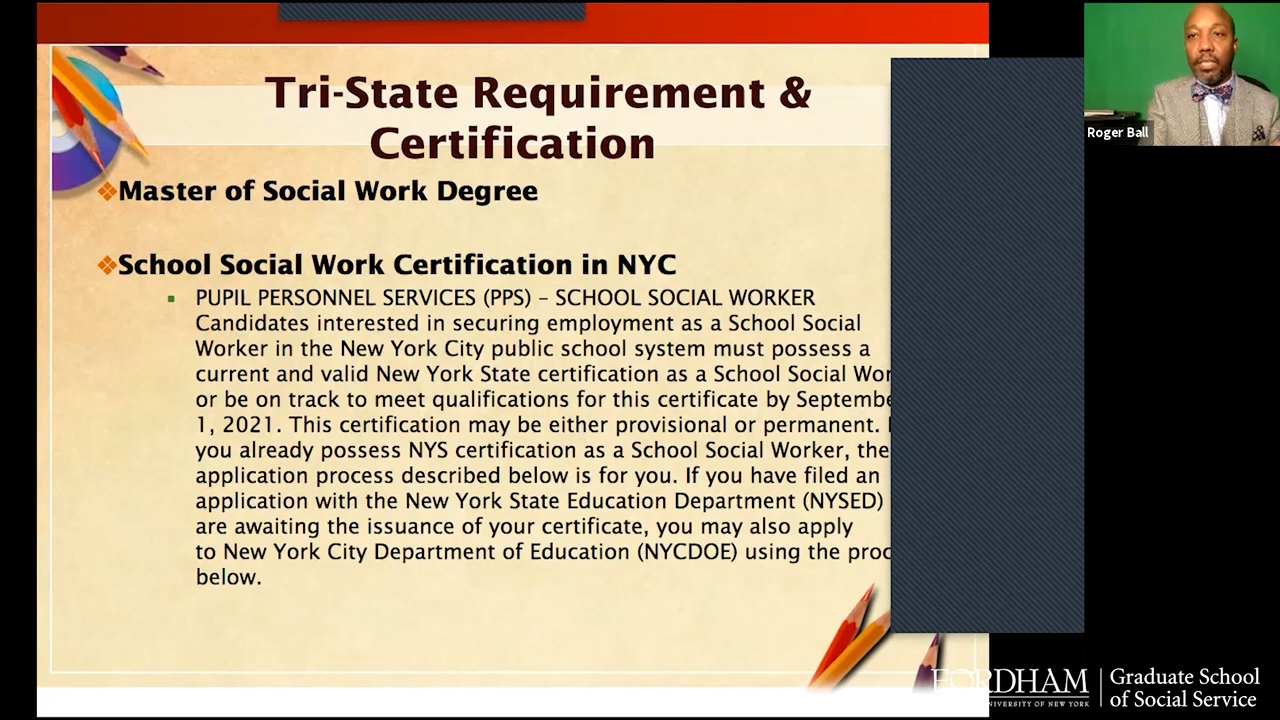 Tri-State Requirement &
Certification
Master of Social Work Degree
School Social Work Certification in NYC
PUPIL PERSONNEL SERVICES (PPS) – SCHOOL SOCIAL WORKER
Candidates interested in securing employment as a School Social
Worker in the New York City public school system must possess a
current and valid New York State certification as a School Social
or be on track to meet qualifications for this certificate by
1, 2021. This certification may be either provisional or permanent.
you already possess NYS certification as a School Social Worker, the
application process described below is for you. If you have filed an
application with the New York State Education Department (NYSED)
are awaiting the issuance of your certificate, you may also apply
to New York City Department of Education (NYCDOE) using the
below.
Roger Ball
FORDHAM
UNIVERSITY OF NEW YORK
Graduate School
of Social Service